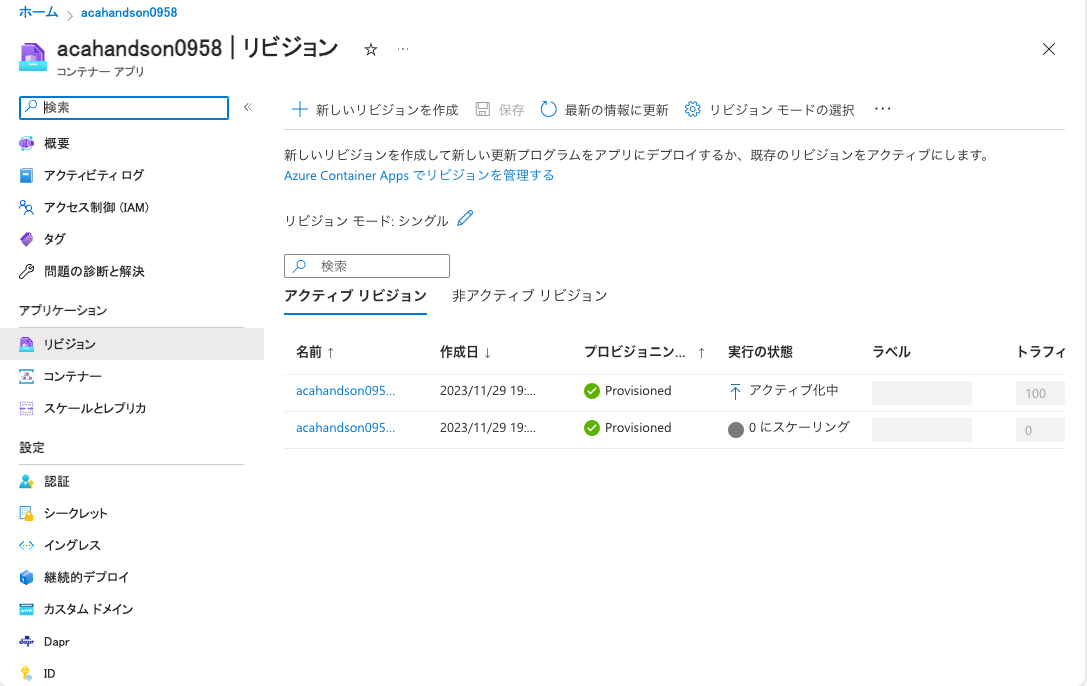 ホーム > acahandson0958
acahandson0958 | リビジョン ☆ …
コンテナー アプリ
検索
概要
アクティビティ ログ
アクセス制御 (IAM)
タグ
問題の診断と解決
アプリケーション
リビジョン
コンテナー
スケールとレプリカ
設定
認証
シークレット
イングレス
継続的デプロイ
カスタム ドメイン
Dapr
ID
新しいリビジョンを作成 保存 最新の情報に更新 リビジョン モードの選択 …
新しいリビジョンを作成して新しい更新プログラムをアプリにデプロイするか、既存のリビジョンをアクティブにします。
Azure Container Apps でリビジョンを管理する
リビジョン モード: シングル
検索
アクティブ リビジョン 非アクティブ リビジョン
名前 ↑ 作成日 ↓ プロビジョニン... ↑ 実行の状態 ラベル トラフィ
acahandson095... 2023/11/29 19:... Provisioned アクティブ化中 100
acahandson095... 2023/11/29 19:... Provisioned 0 にスケーリング 0